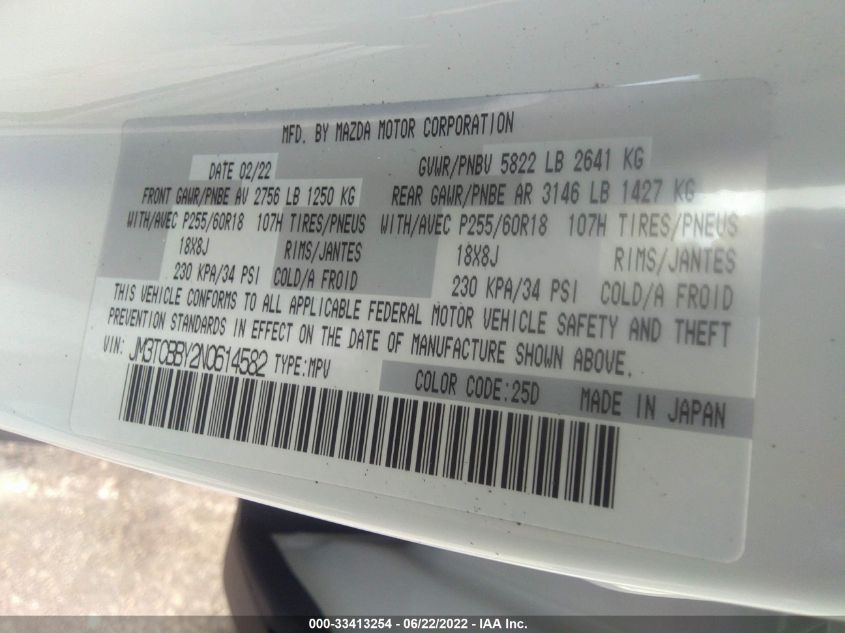 MFD. BY MAZDA MOTOR CORPORATION
DATE 02/22 GVWR/PNBV 5822 LB 2641 KG
FRONT GAWR/PNBE AV 2756 LB 1250 KG REAR GAWR/PNBE AR 3146 LB 1427 KG
WITH/AVEC P255/60R18 107H TIRES/PNEUS WITH/AVEC P255/60R18 107H TIRES/PNEUS
18X8J RIMS/JANTES 18X8J RIMS/JANTES
230 KPA/34 PSI COLD/A FROID 230 KPA/34 PSI COLD/A FROID
THIS VEHICLE CONFORMS TO ALL APPLICABLE FEDERAL MOTOR VEHICLE SAFETY AND THEFT
PREVENTION STANDARDS IN EFFECT ON THE DATE OF MANUFACTURE SHOWN ABOVE.
VIN: JM3TCBBY2N0614582 TYPE:MPV
COLOR CODE:25D MADE IN JAPAN
000-33413254 - 06/22/2022 - IAA Inc.